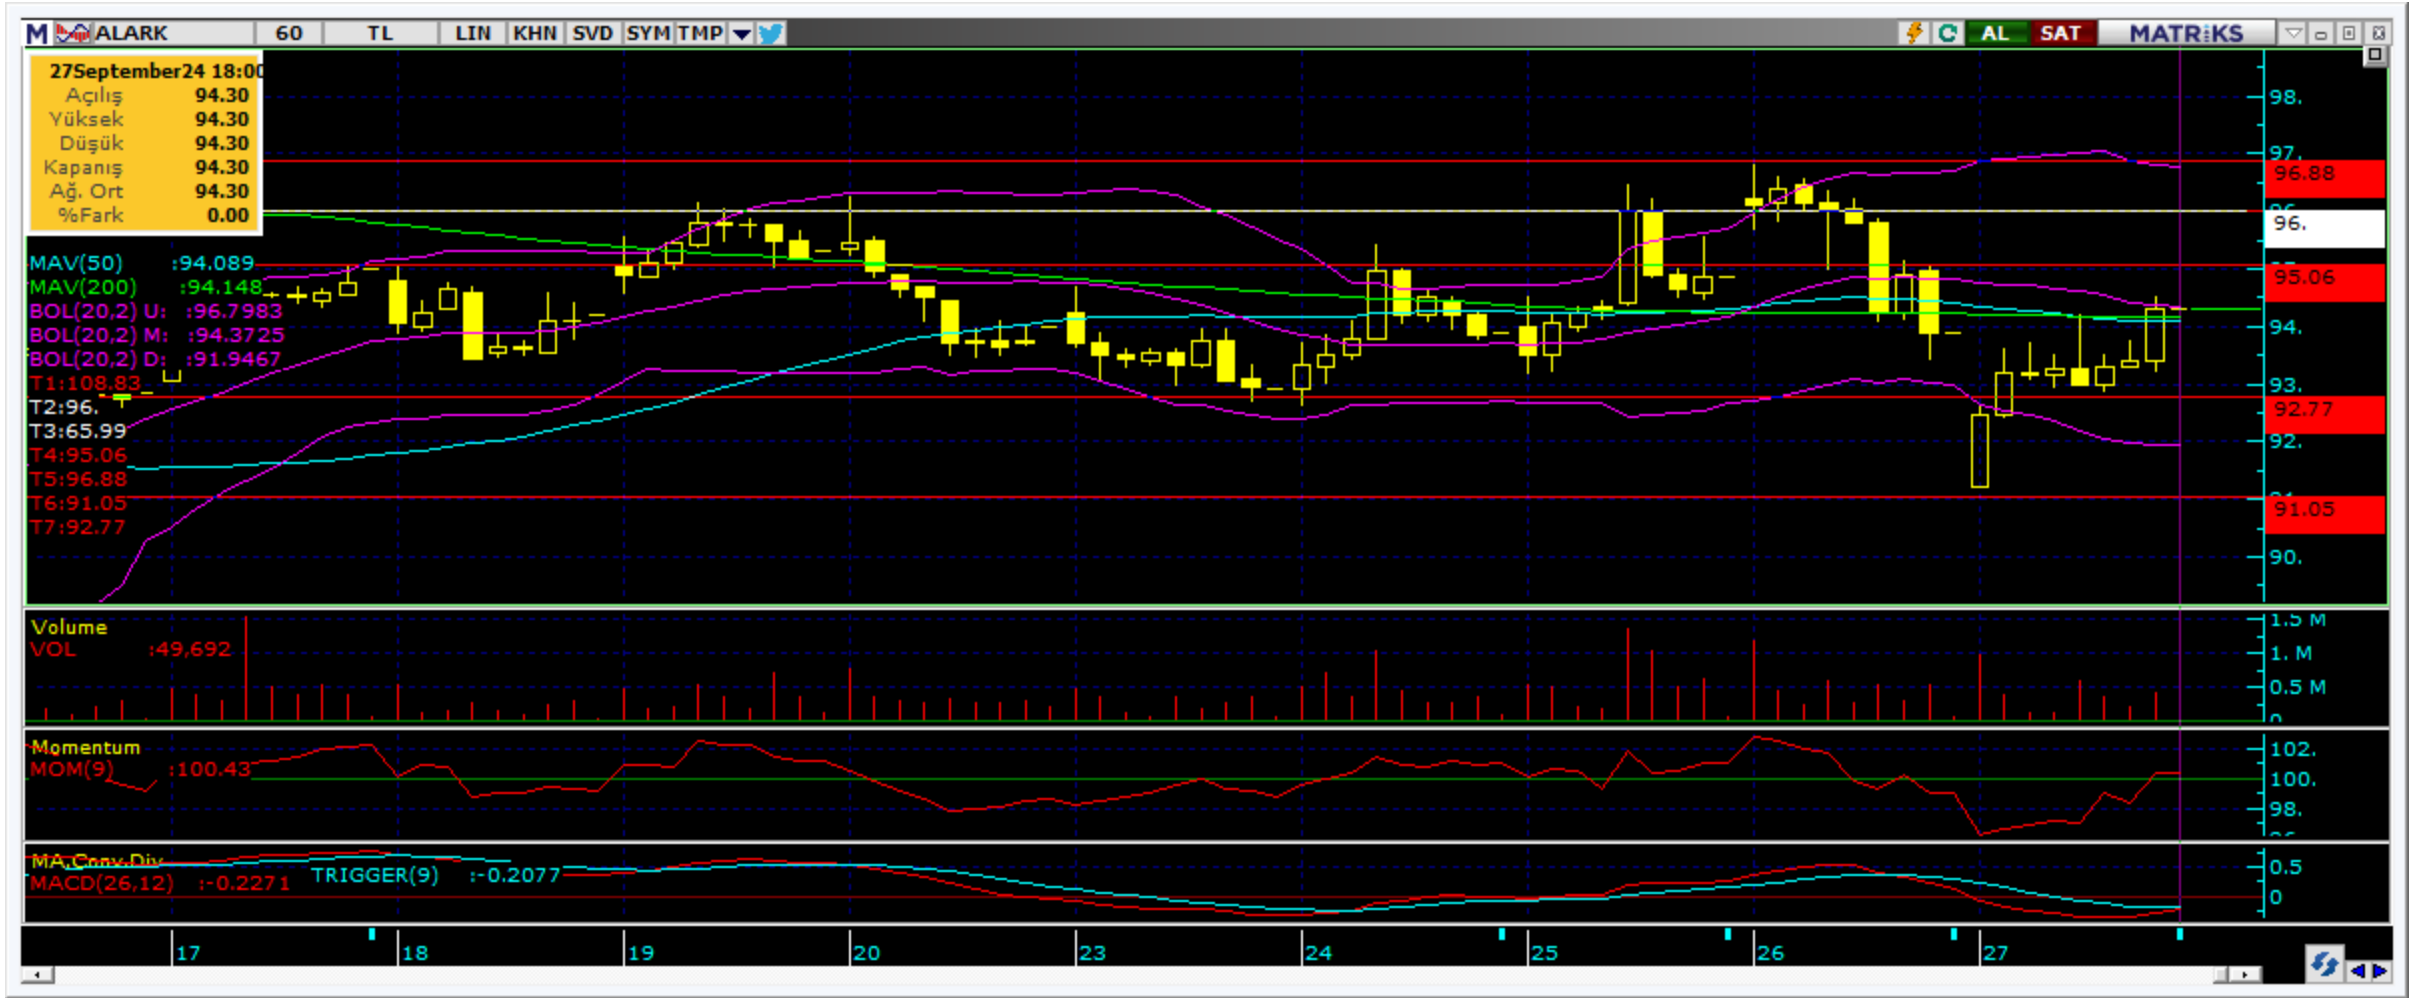 M ALARK 60 TL LIN KHN SVD SYM TMP AL SAT MATRiKS
27September24 18:00
Açılış 94.30
Yüksek 94.30
Düşük 94.30
Kapanış 94.30
Ağ. Ort 94.30
%Fark 0.00
MAV(50) :94.089
MAV(200) :94.148
BOL(20,2) U: :96.7983
BOL(20,2) M: :94.3725
BOL(20,2) D: :91.9467
T1:108.83
T2:96.
T3:65.99
T4:95.06
T5:96.88
T6:91.05
T7:92.77
98.
97.
96.88
96.
95.06
94.
93.
92.77
92.
91.05
90.
Volume
VOL :49,692
1.5 M
1. M
0.5 M
0
Momentum
MOM(9) :100.43
102.
100.
98.
MA.Conv.Div
MACD(26,12) :-0.2271 TRIGGER(9) :-0.2077
0.5
0
17 18 19 20 23 24 25 26 27